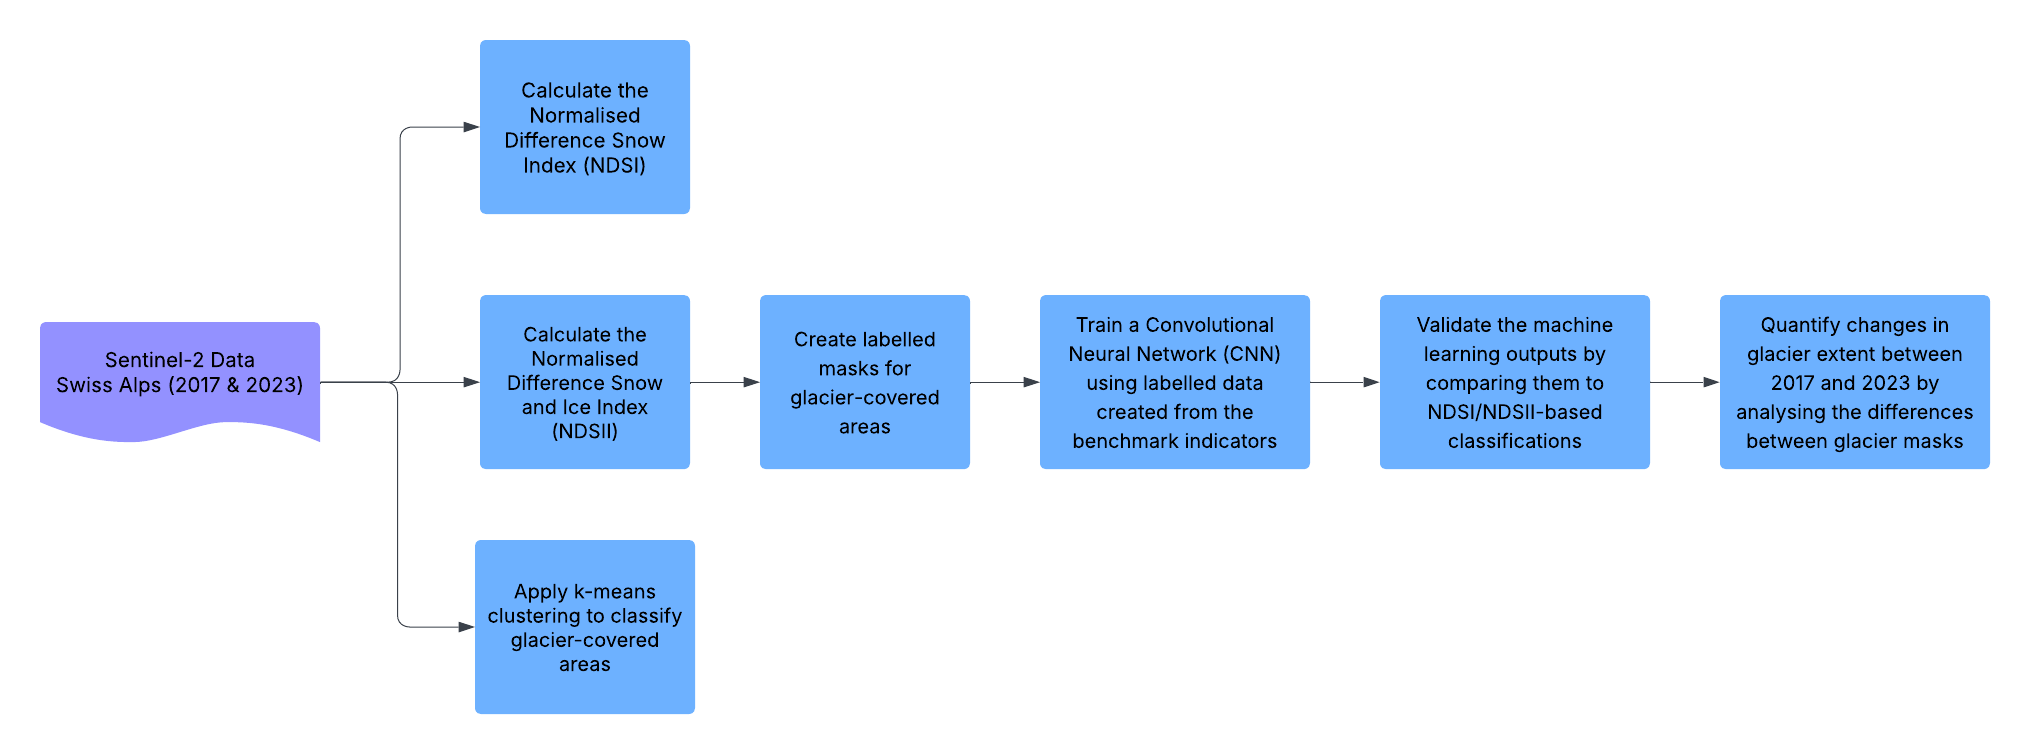 Calculate the
Normalised
Difference Snow
Index (NDSI)
Sentinel-2 Data
Swiss Alps (2017 & 2023)
Calculate the
Normalised
Difference Snow
and Ice Index
(NDSII)
Create labelled
masks for
glacier-covered
areas
Train a Convolutional
Neural Network (CNN)
using labelled data
created from the
benchmark indicators
Validate the machine
learning outputs by
comparing them to
NDSI/NDSII-based
classifications
Quantify changes in
glacier extent between
2017 and 2023 by
analysing the differences
between glacier masks
Apply k-means
clustering to classify
glacier-covered
areas